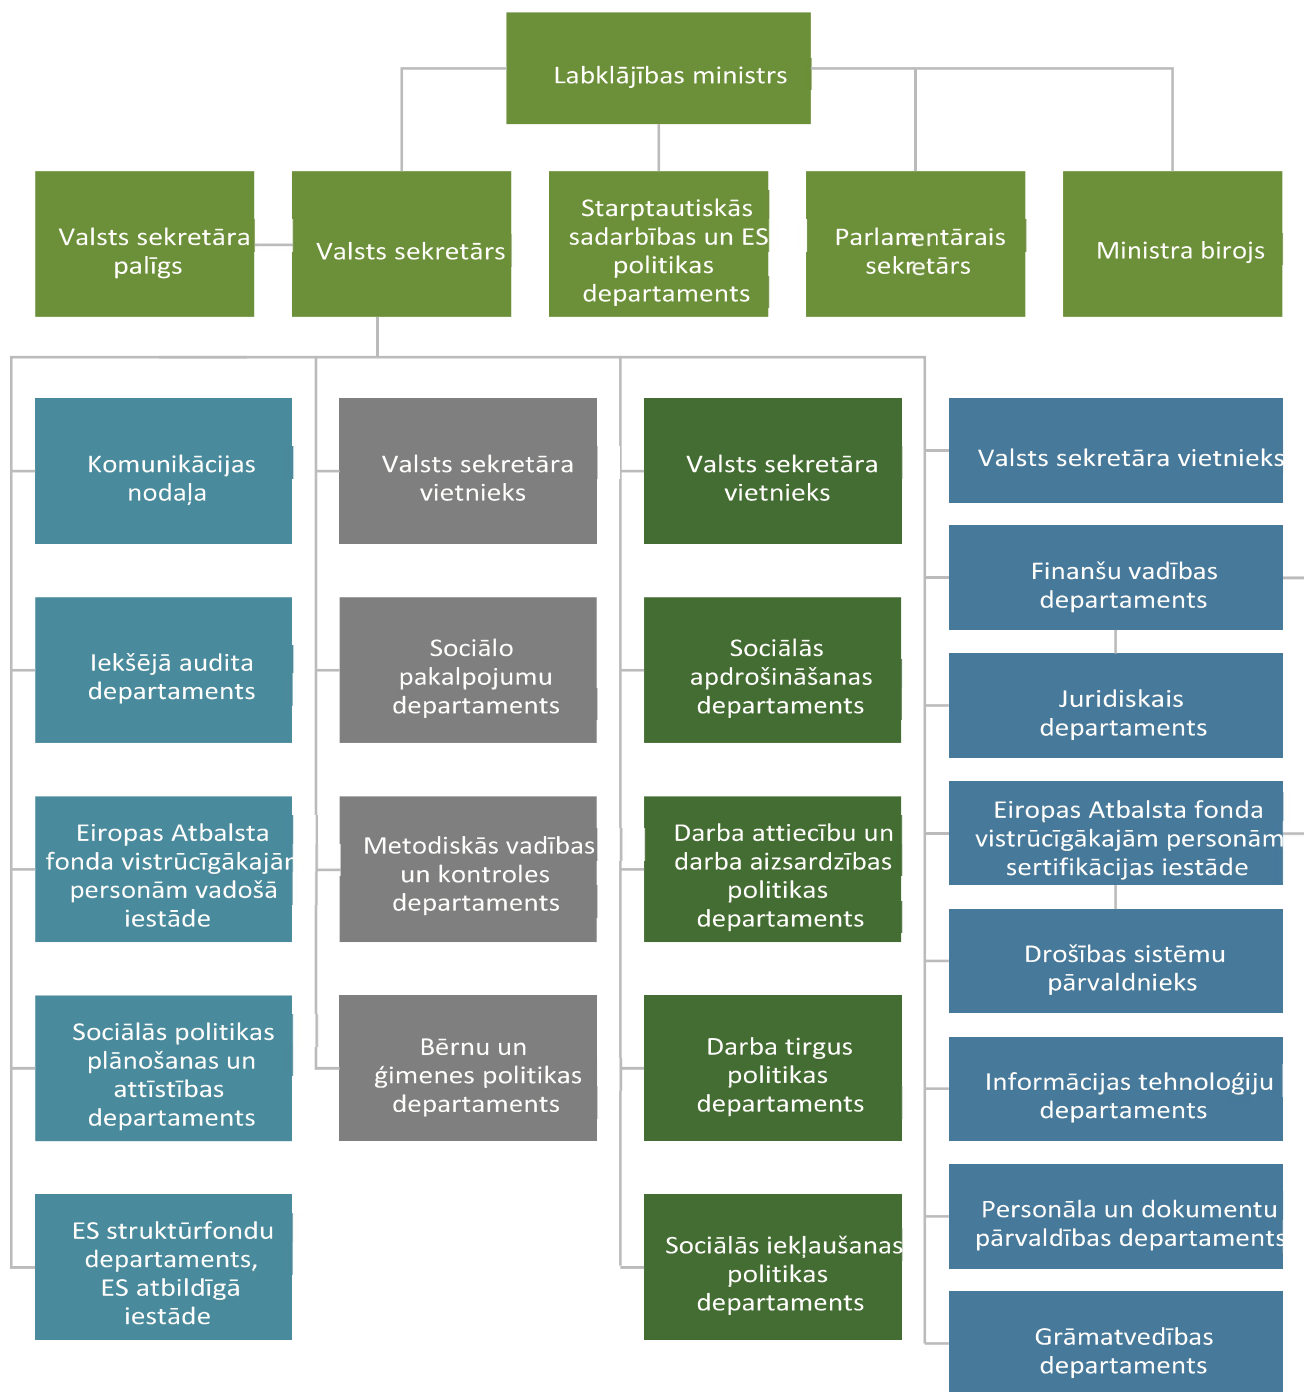 Labklājības ministrs
Valsts sekretāra
palīgs
Valsts sekretārs
Starptautiskās
sadarbības un ES
politikas
departaments
Parlamentārais
sekretārs
Ministra birojs
Komunikācijas
nodaļa
Iekšējā audita
departaments
Eiropas Atbalsta
fonda vistrūcīgākajām
personām vadošā
iestāde
Sociālās politikas
plānošanas un
attīstības
departaments
ES struktūrfondu
departaments,
ES atbildīgā
iestāde
Valsts sekretāra
vietnieks
Sociālo
pakalpojumu
departaments
Metodiskās vadības
un kontroles
departaments
Bērnu un
ģimenes politikas
departaments
Valsts sekretāra
vietnieks
Sociālās
apdrošināšanas
departaments
Darba attiecību un
darba aizsardzības
politikas
departaments
Darba tirgus
politikas
departaments
Sociālās iekļaušanas
politikas
departaments
Valsts sekretāra vietnieks
Finanšu vadības
departaments
Juridiskais
departaments
Eiropas Atbalsta fonda
vistrūcīgākajām personām
sertifikācijas iestāde
Drošības sistēmu
pārvaldnieks
Informācijas tehnoloģiju
departaments
Personāla un dokumentu
pārvaldības departaments
Grāmatvedības
departaments